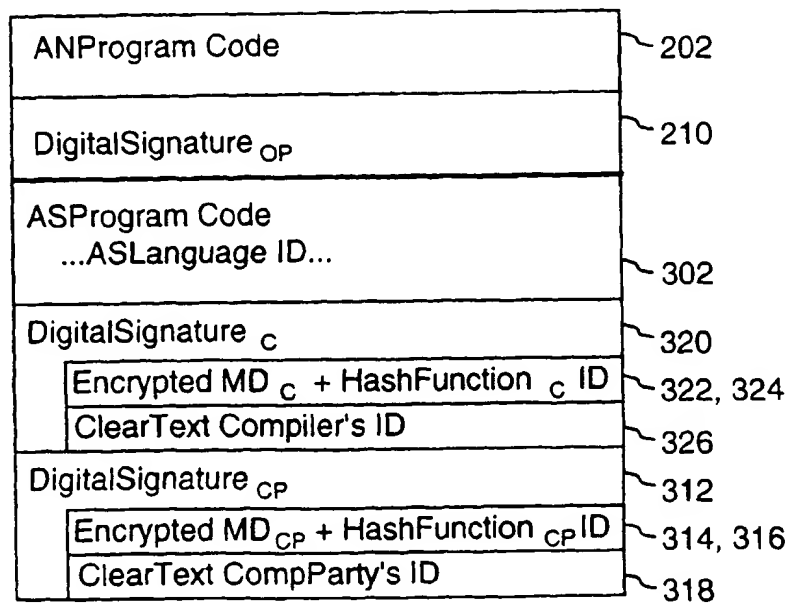 ANProgram Code 202
DigitalSignature OP 210
ASProgram Code
...ASLanguage ID... 302
DigitalSignature C 320
Encrypted MD C + HashFunction C ID 322, 324
ClearText Compiler's ID 326
DigitalSignature CP 312
Encrypted MD CP + HashFunction CP ID 314, 316
ClearText CompParty's ID 318